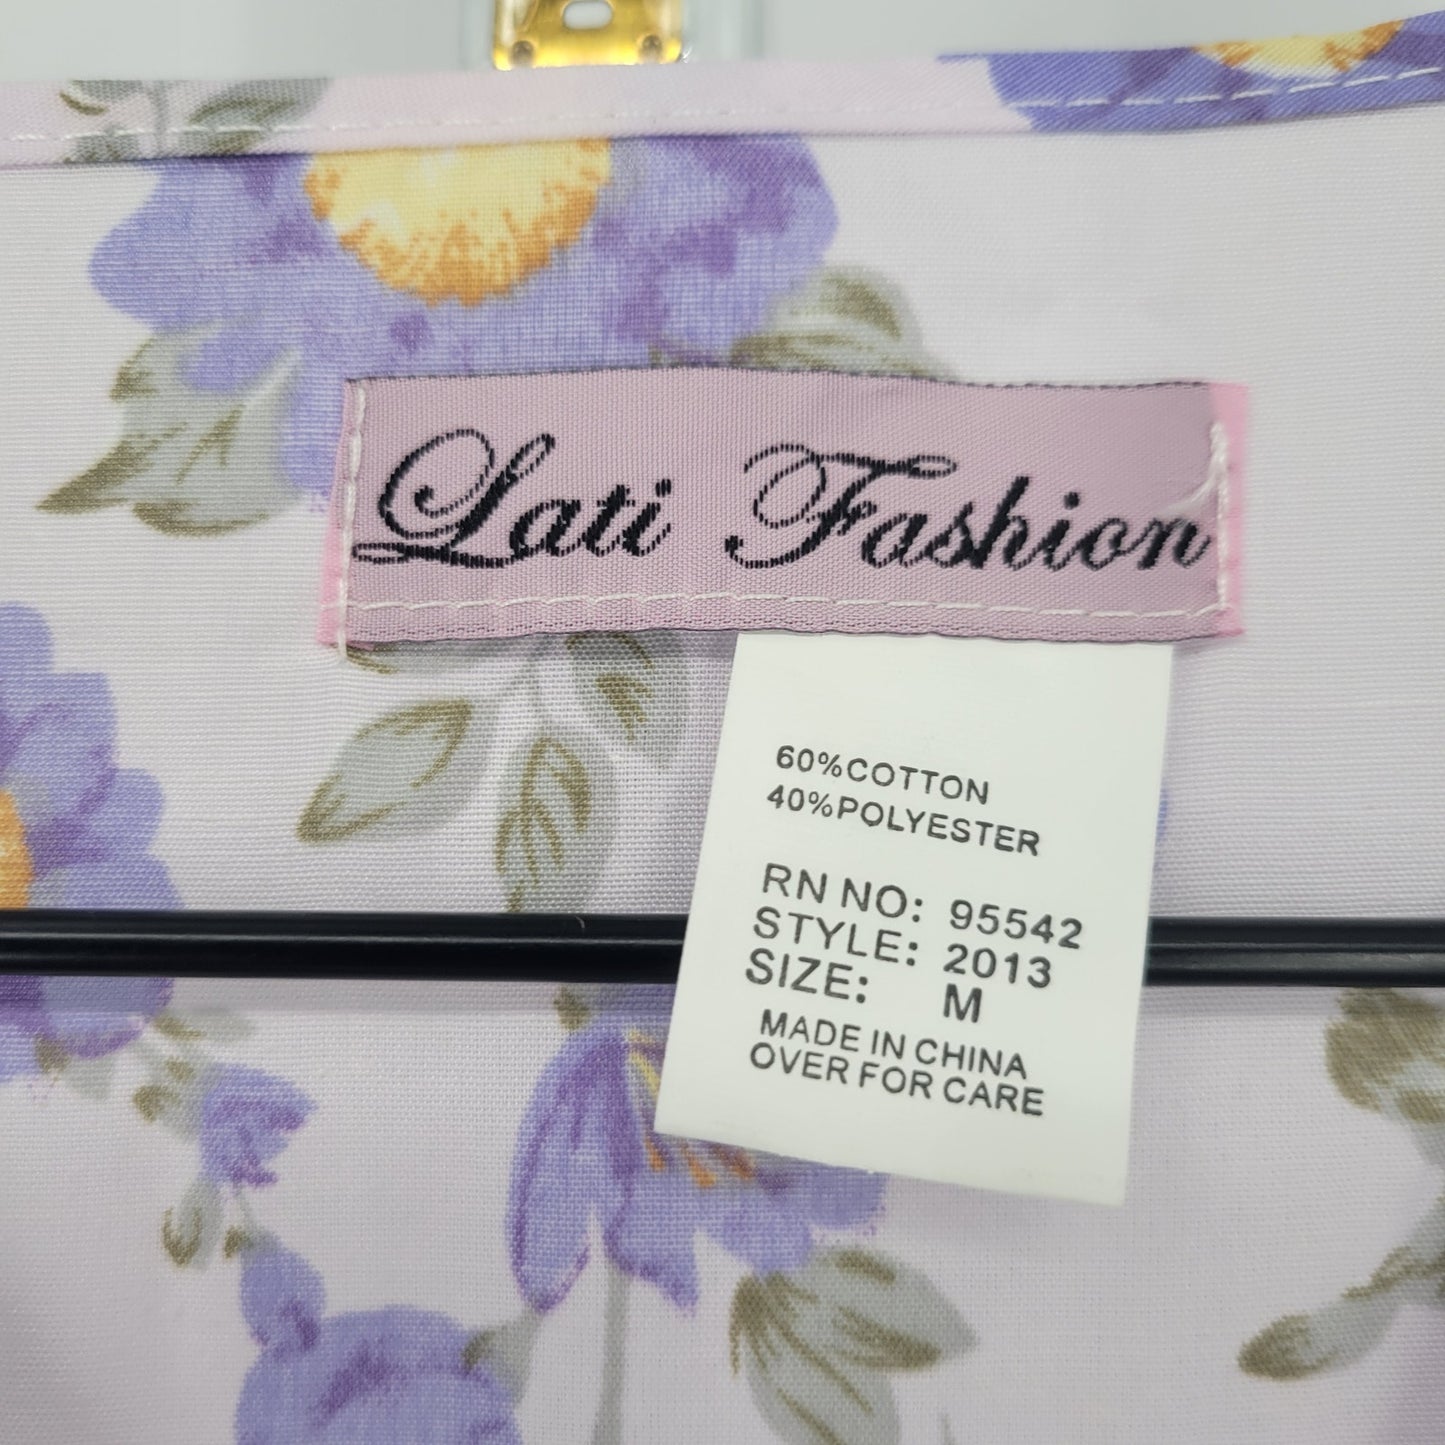 Lati Fashion
60%COTTON
40%POLYESTER
RN NO: 95542
STYLE: 2013
SIZE: M
MADE IN CHINA
OVER FOR CARE